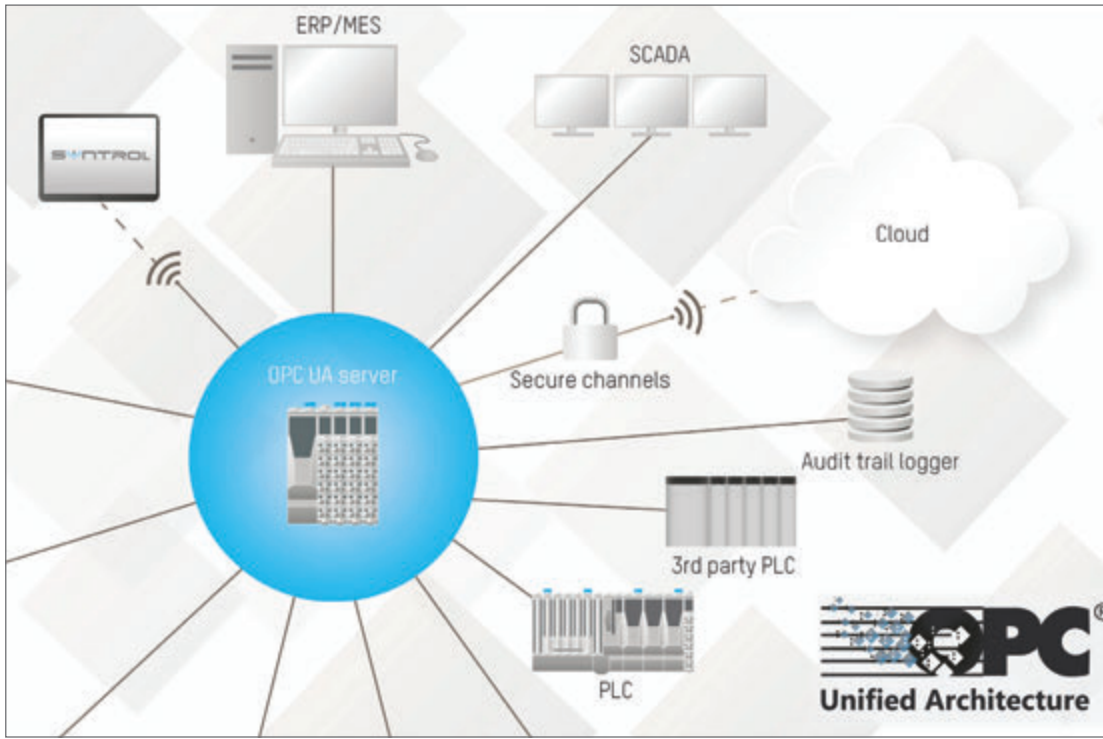 ERP/MES
SCADA
SYNTROL
Cloud
OPC UA server
Secure channels
Audit trail logger
3rd party PLC
PLC
OPC®
Unified Architecture